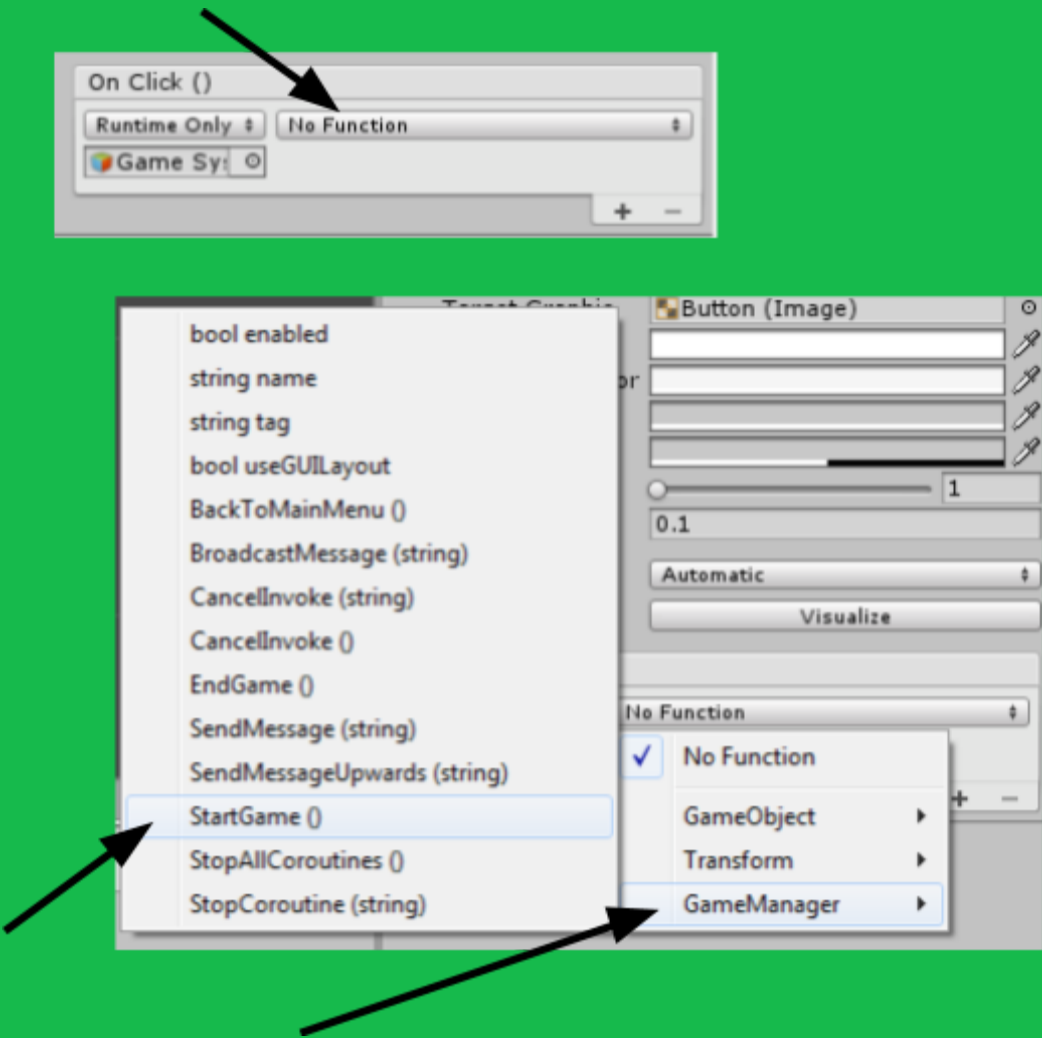 On Click ()
Runtime Only No Function
Game Sy
+ −
Target Graphic Button (Image)
bool enabled
string name
or
string tag
bool useGUILayout
1
BackToMainMenu ()
0.1
BroadcastMessage (string)
Automatic
CancelInvoke (string)
Visualize
CancelInvoke ()
EndGame ()
No Function
SendMessage (string)
No Function
SendMessageUpwards (string)
+ −
StartGame ()
GameObject
StopAllCoroutines ()
Transform
StopCoroutine (string)
GameManager